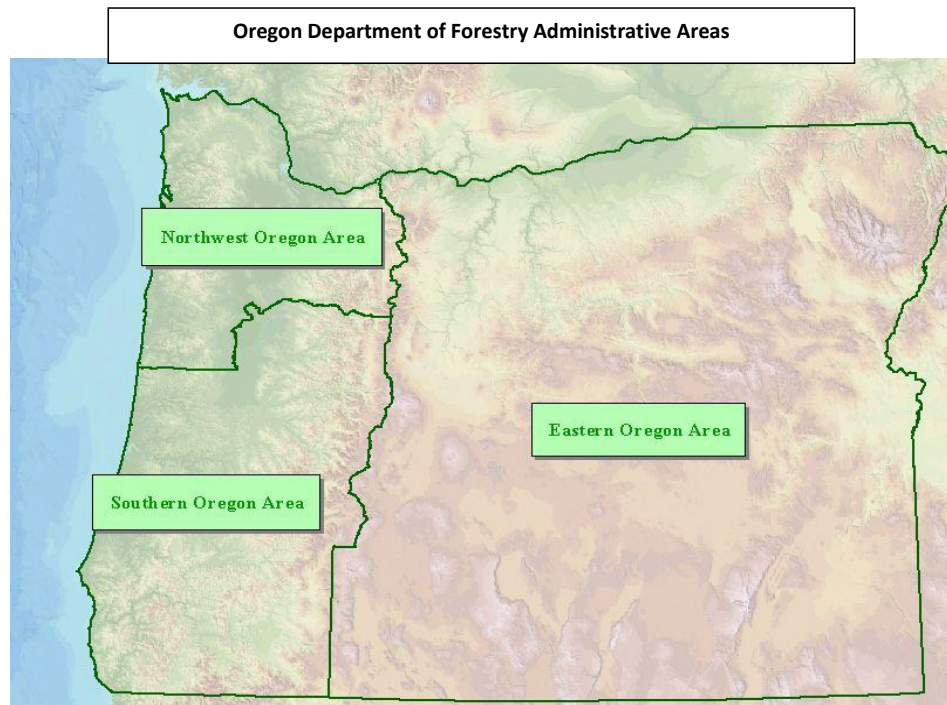 Oregon Department of Forestry Administrative Areas
Northwest Oregon Area
Eastern Oregon Area
Southern Oregon Area